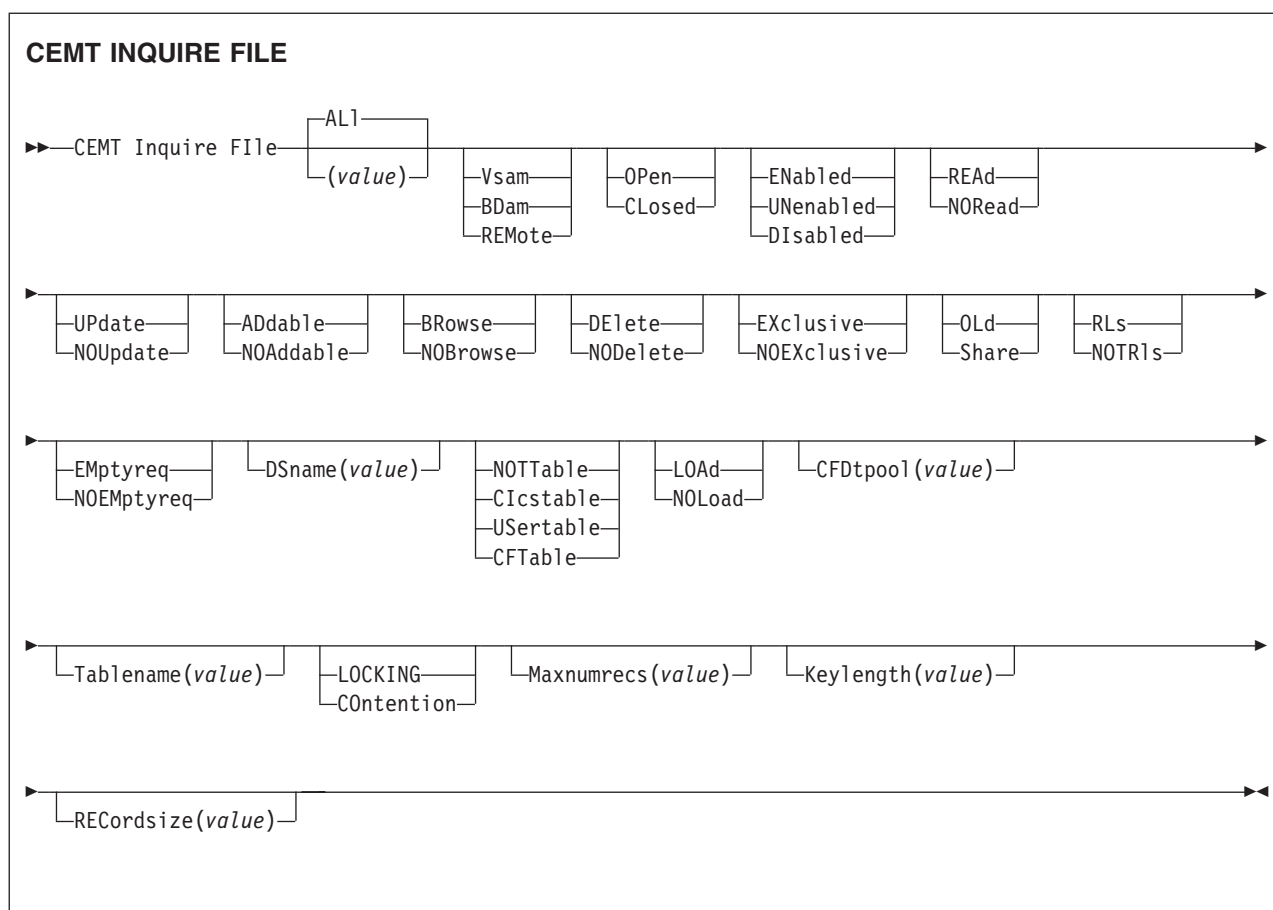 CEMT INQUIRE FILE
ALl
CEMT Inquire FIle
(value)
Vsam
BDam
REMote
OPen
CLosed
ENabled
UNenabled
DIsabled
REAd
NORead
UPdate
NOUpdate
ADdable
NOAddable
BRowse
NOBrowse
DElete
NODelete
EXclusive
NOEXclusive
OLd
Share
RLs
NOTRls
EMptyreq
NOEMptyreq
DSname(value)
NOTTable
CIcstable
USertable
CFTable
LOAd
NOLoad
CFDtpool(value)
Tablename(value)
LOCKING
COntention
Maxnumrecs(value)
Keylength(value)
RECordsize(value)